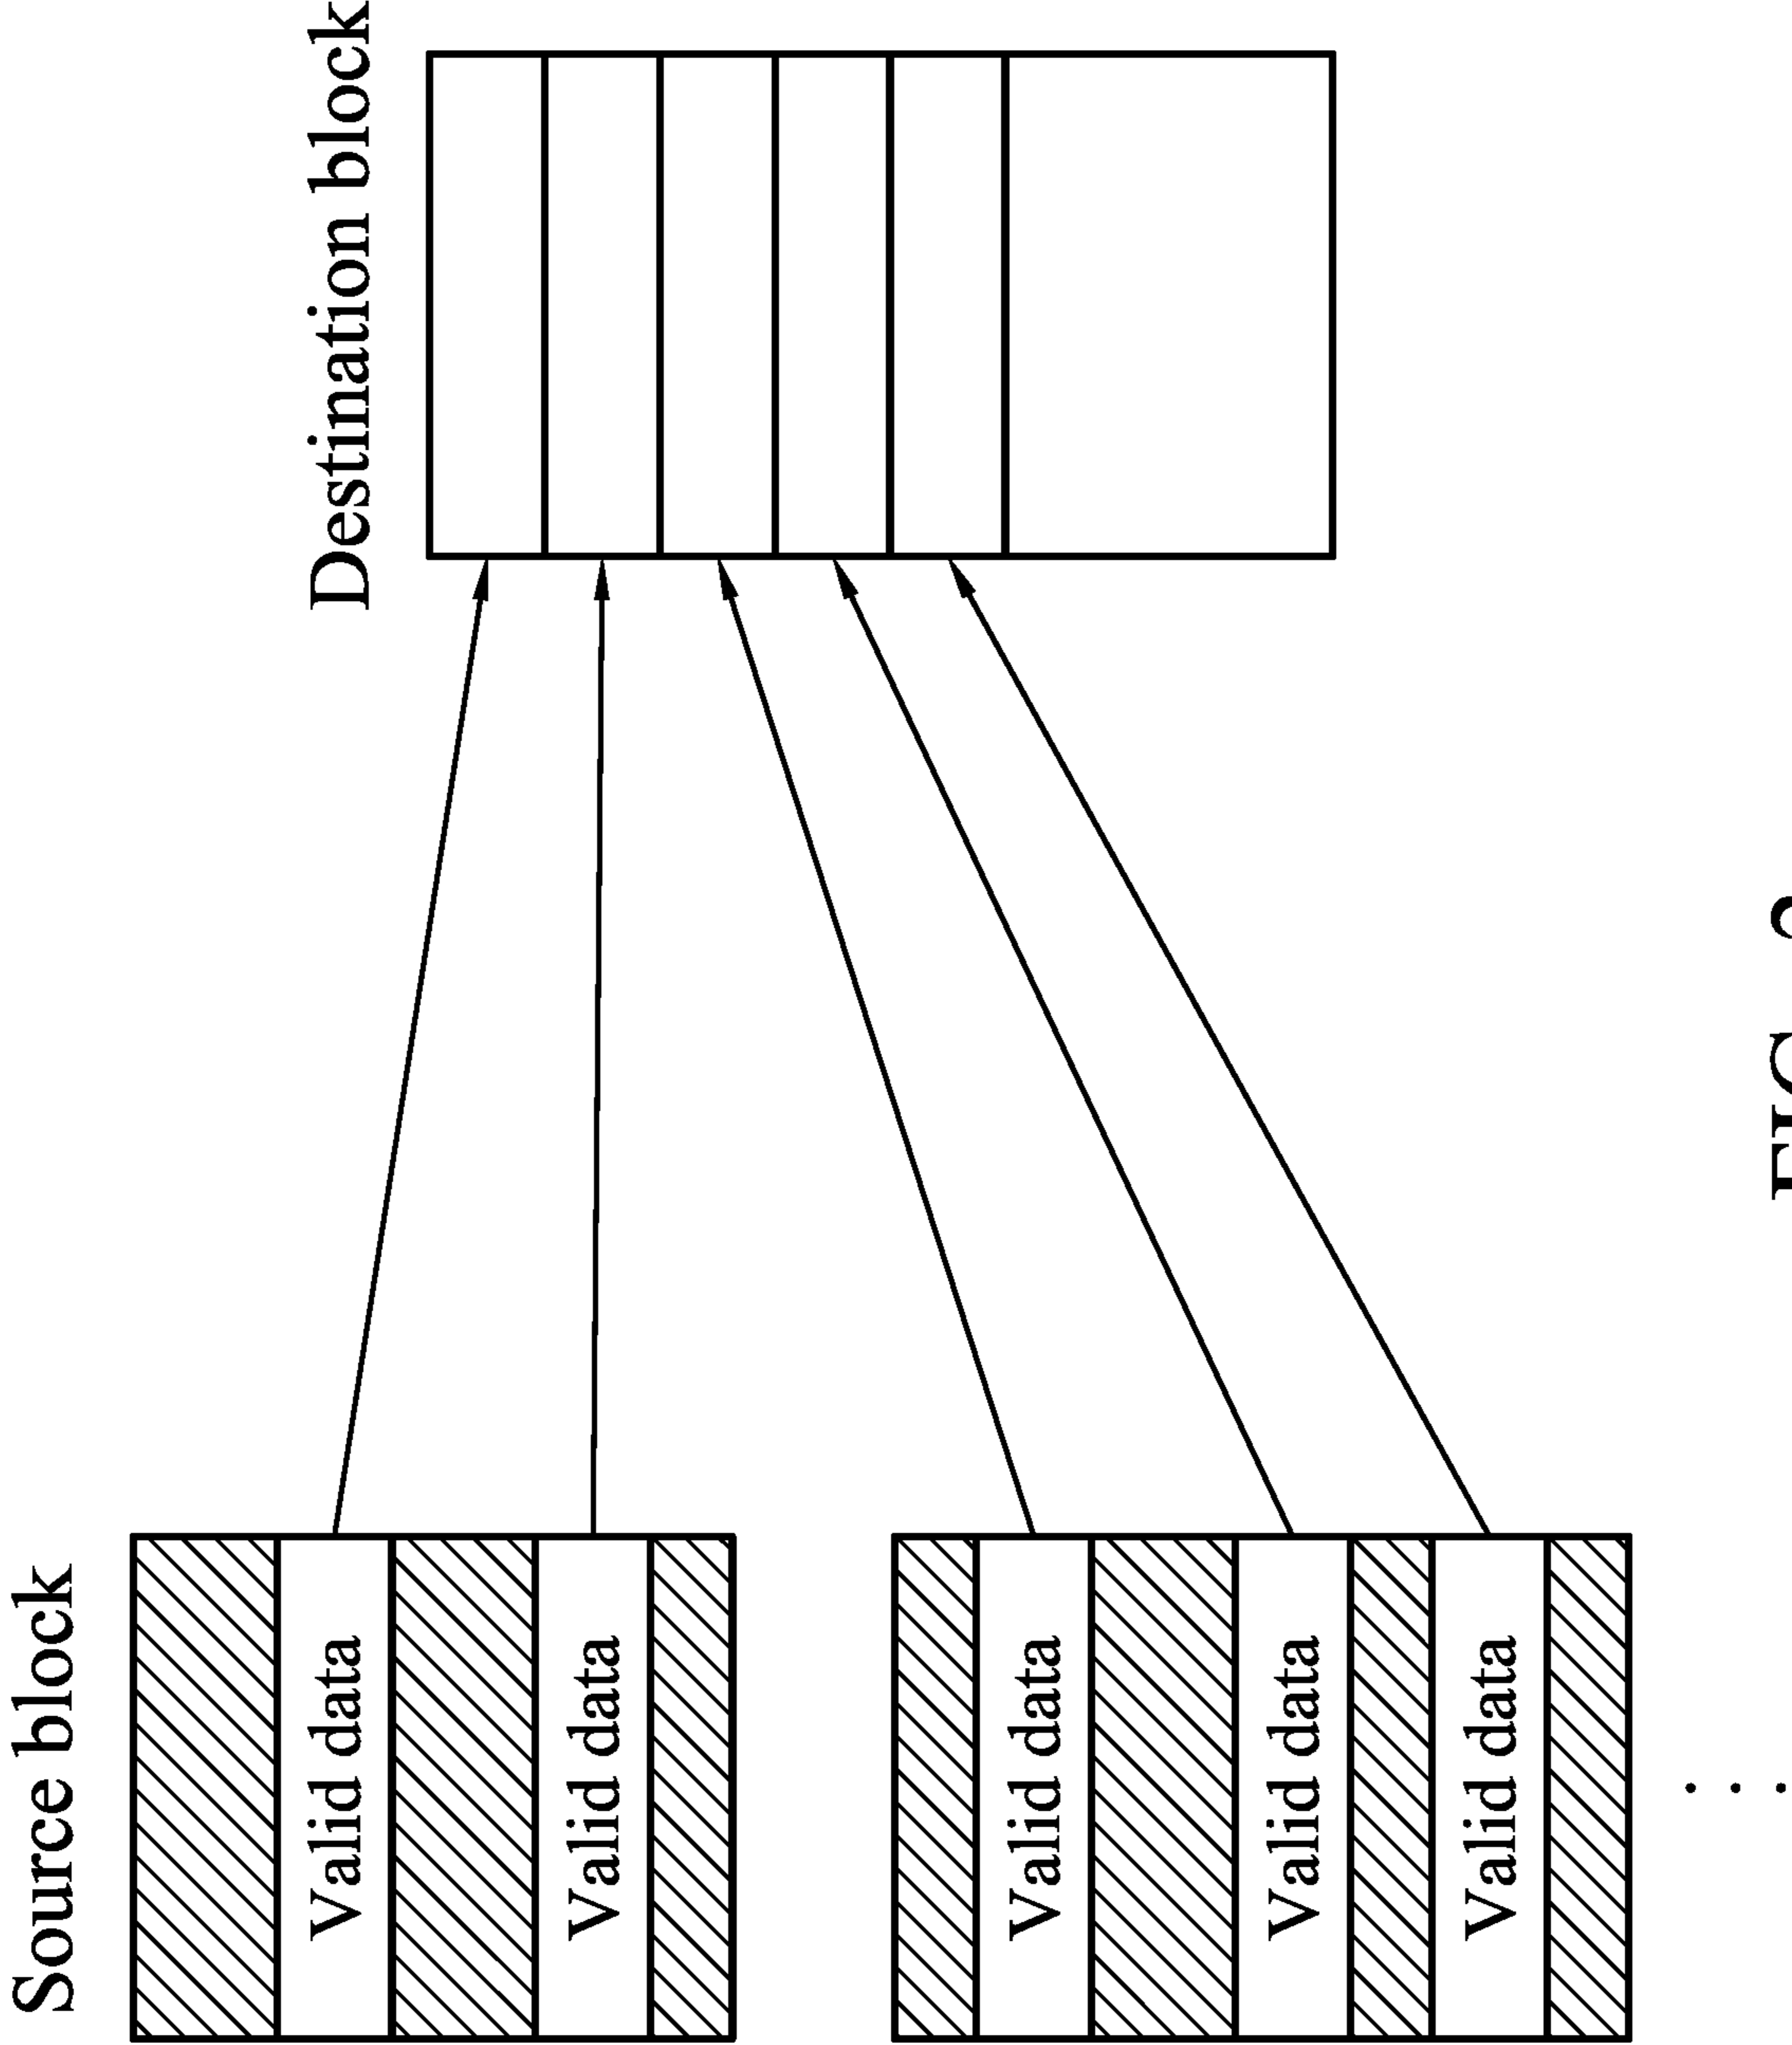 Source block
Destination block
Valid data
Valid data
Valid data
Valid data
Valid data